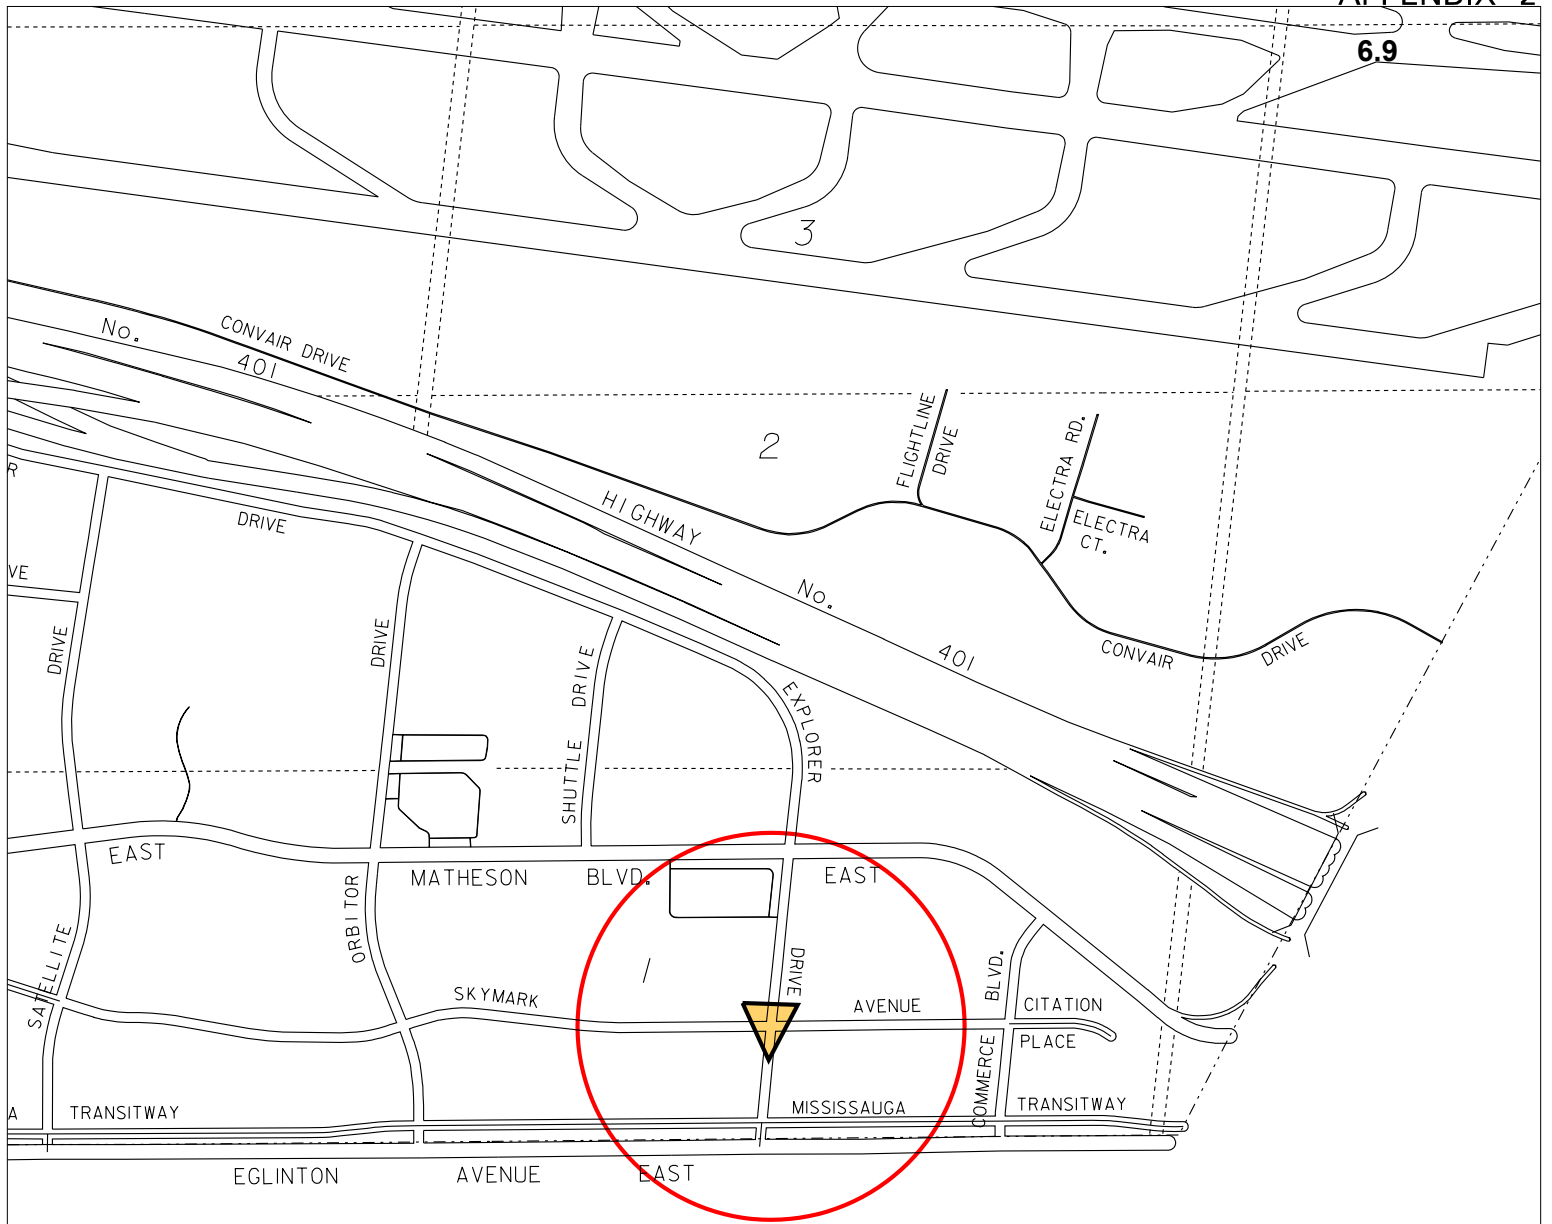 APPENDIX 2
6.9
3
No.
401
CONVAIR DRIVE
2
FLIGHTLINE
DRIVE
ELECTRA RD.
ELECTRA
CT.
R
DRIVE
HIGHWAY
VE
No.
401
CONVAIR
DRIVE
DRIVE
DRIVE
SHUTTLE DRIVE
EXPLORER
EAST
MATHESON
BLVD.
EAST
ORBITOR
SATELLITE
1
DRIVE
BLVD.
SKYMARK
AVENUE
CITATION
PLACE
COMMERCE
A
TRANSITWAY
MISSISSAUGA
TRANSITWAY
EGLINTON
AVENUE
EAST